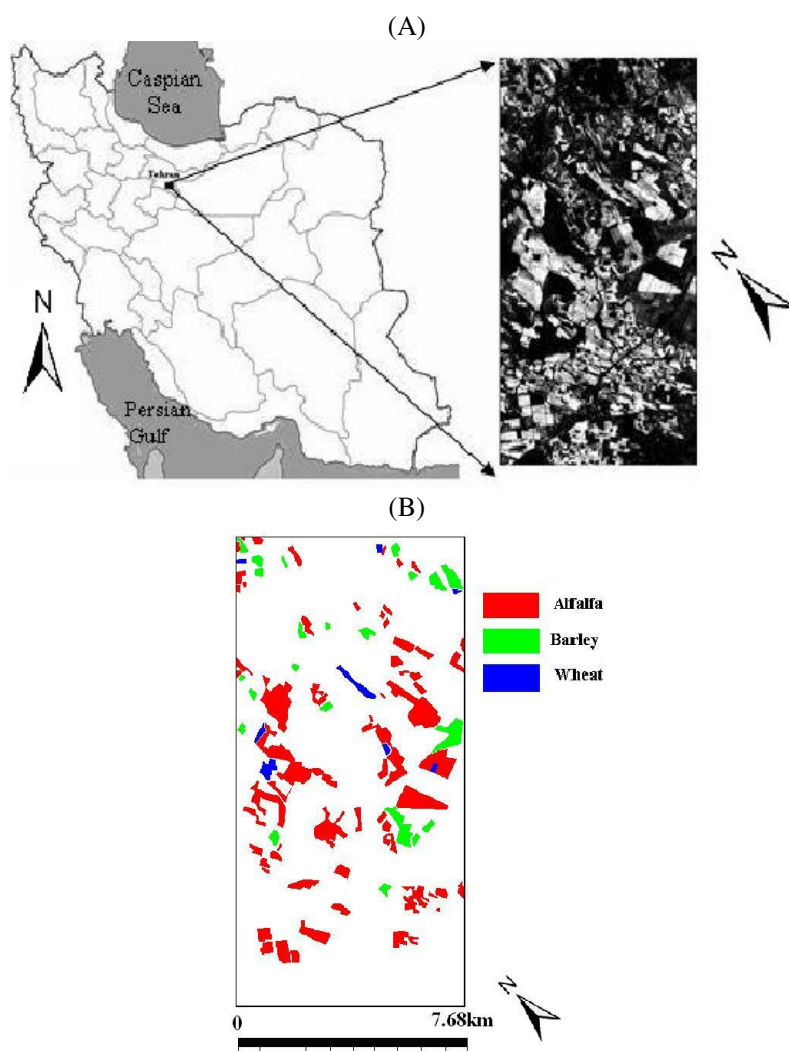 (A)
Caspian
Sea
Tehran
N
N
Persian
Gulf
(B)
Alfalfa
Barley
Wheat
N
0 7.68km